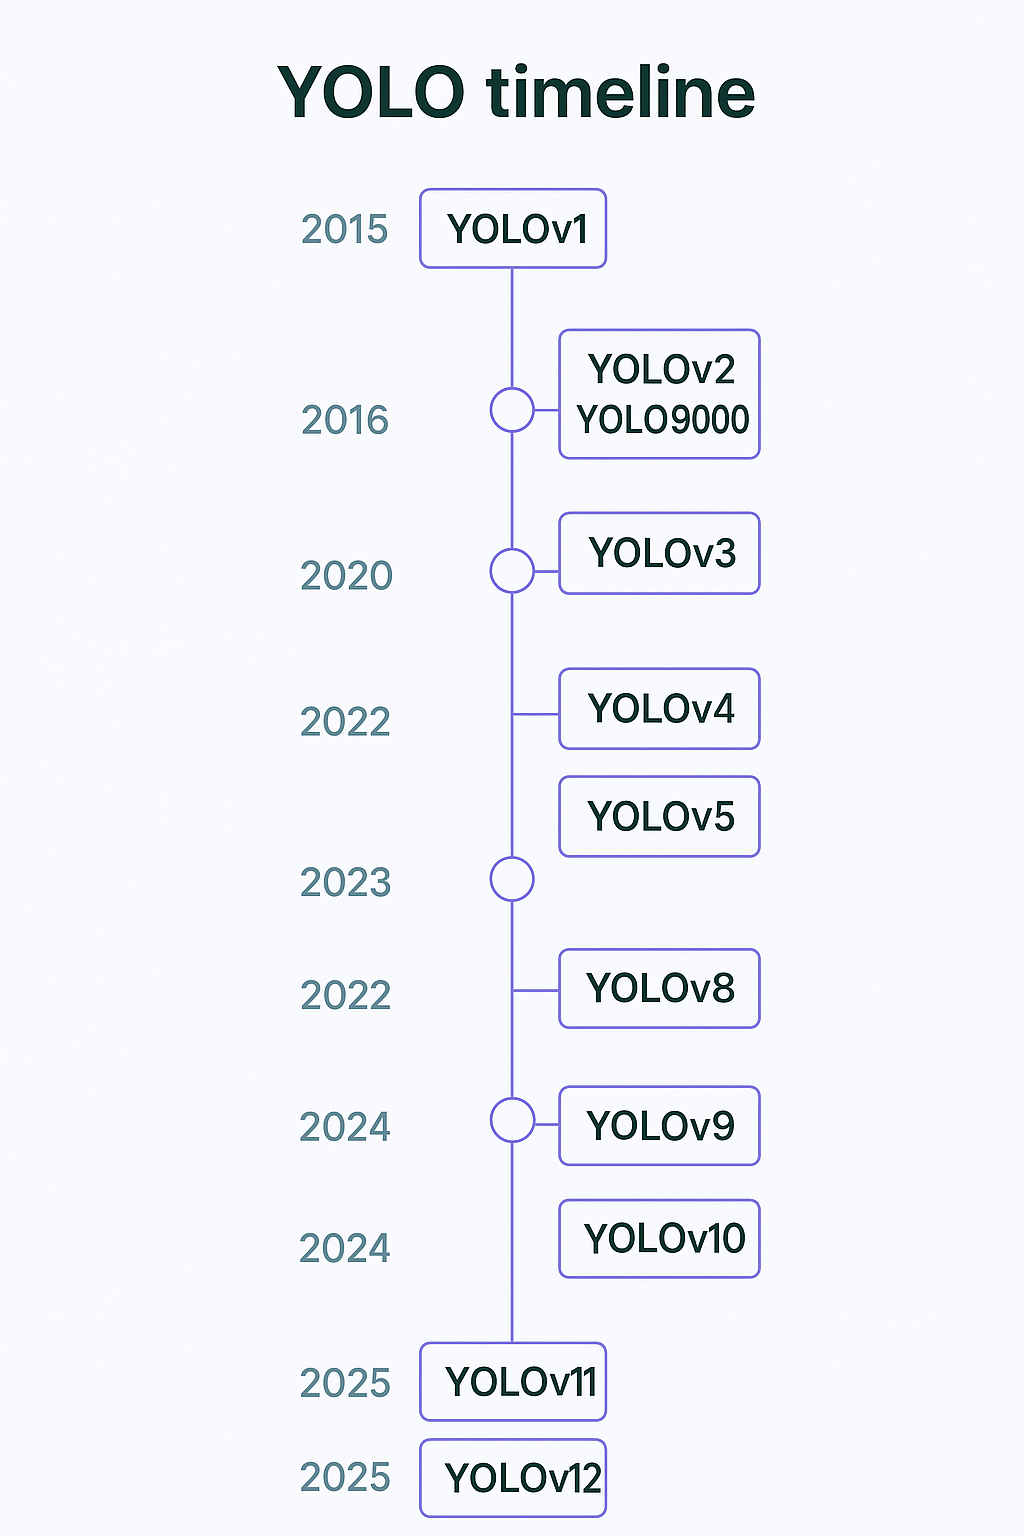 YOLO timeline
2015 YOLOv1
YOLOv2
2016 YOLO9000
2020 YOLOv3
2022 YOLOv4
YOLOv5
2023
2022 YOLOv8
2024 YOLOv9
2024 YOLOv10
2025 YOLOv11
2025 YOLOv12